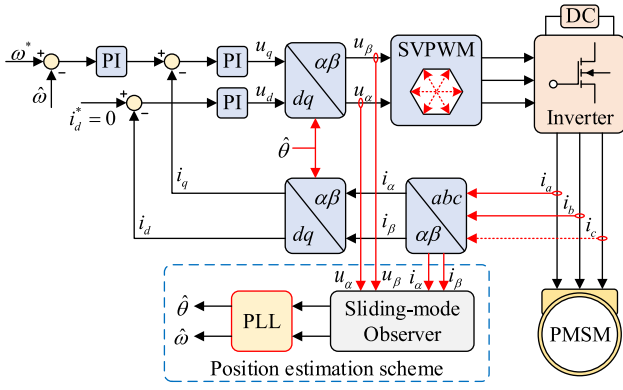 DC
ω* + − PI + − PI u_q αβ u_β SVPWM
ω̂
+ − PI u_d dq u_α
i_d* = 0
Inverter
θ̂
i_q αβ i_α abc i_a
i_b
i_d dq i_β αβ i_c
u_α u_β i_α i_β
θ̂ PLL Sliding-mode
ω̂ Observer
PMSM
Position estimation scheme